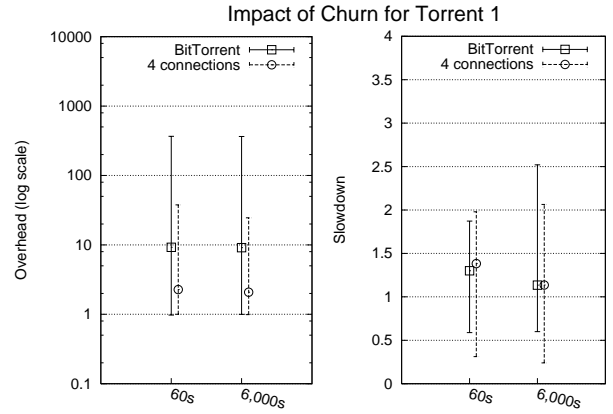 Impact of Churn for Torrent 1
Overhead (log scale)
10000
1000
100
10
1
0.1
BitTorrent
4 connections
60s
6,000s
Slowdown
4
3.5
3
2.5
2
1.5
1
0.5
0
BitTorrent
4 connections
60s
6,000s